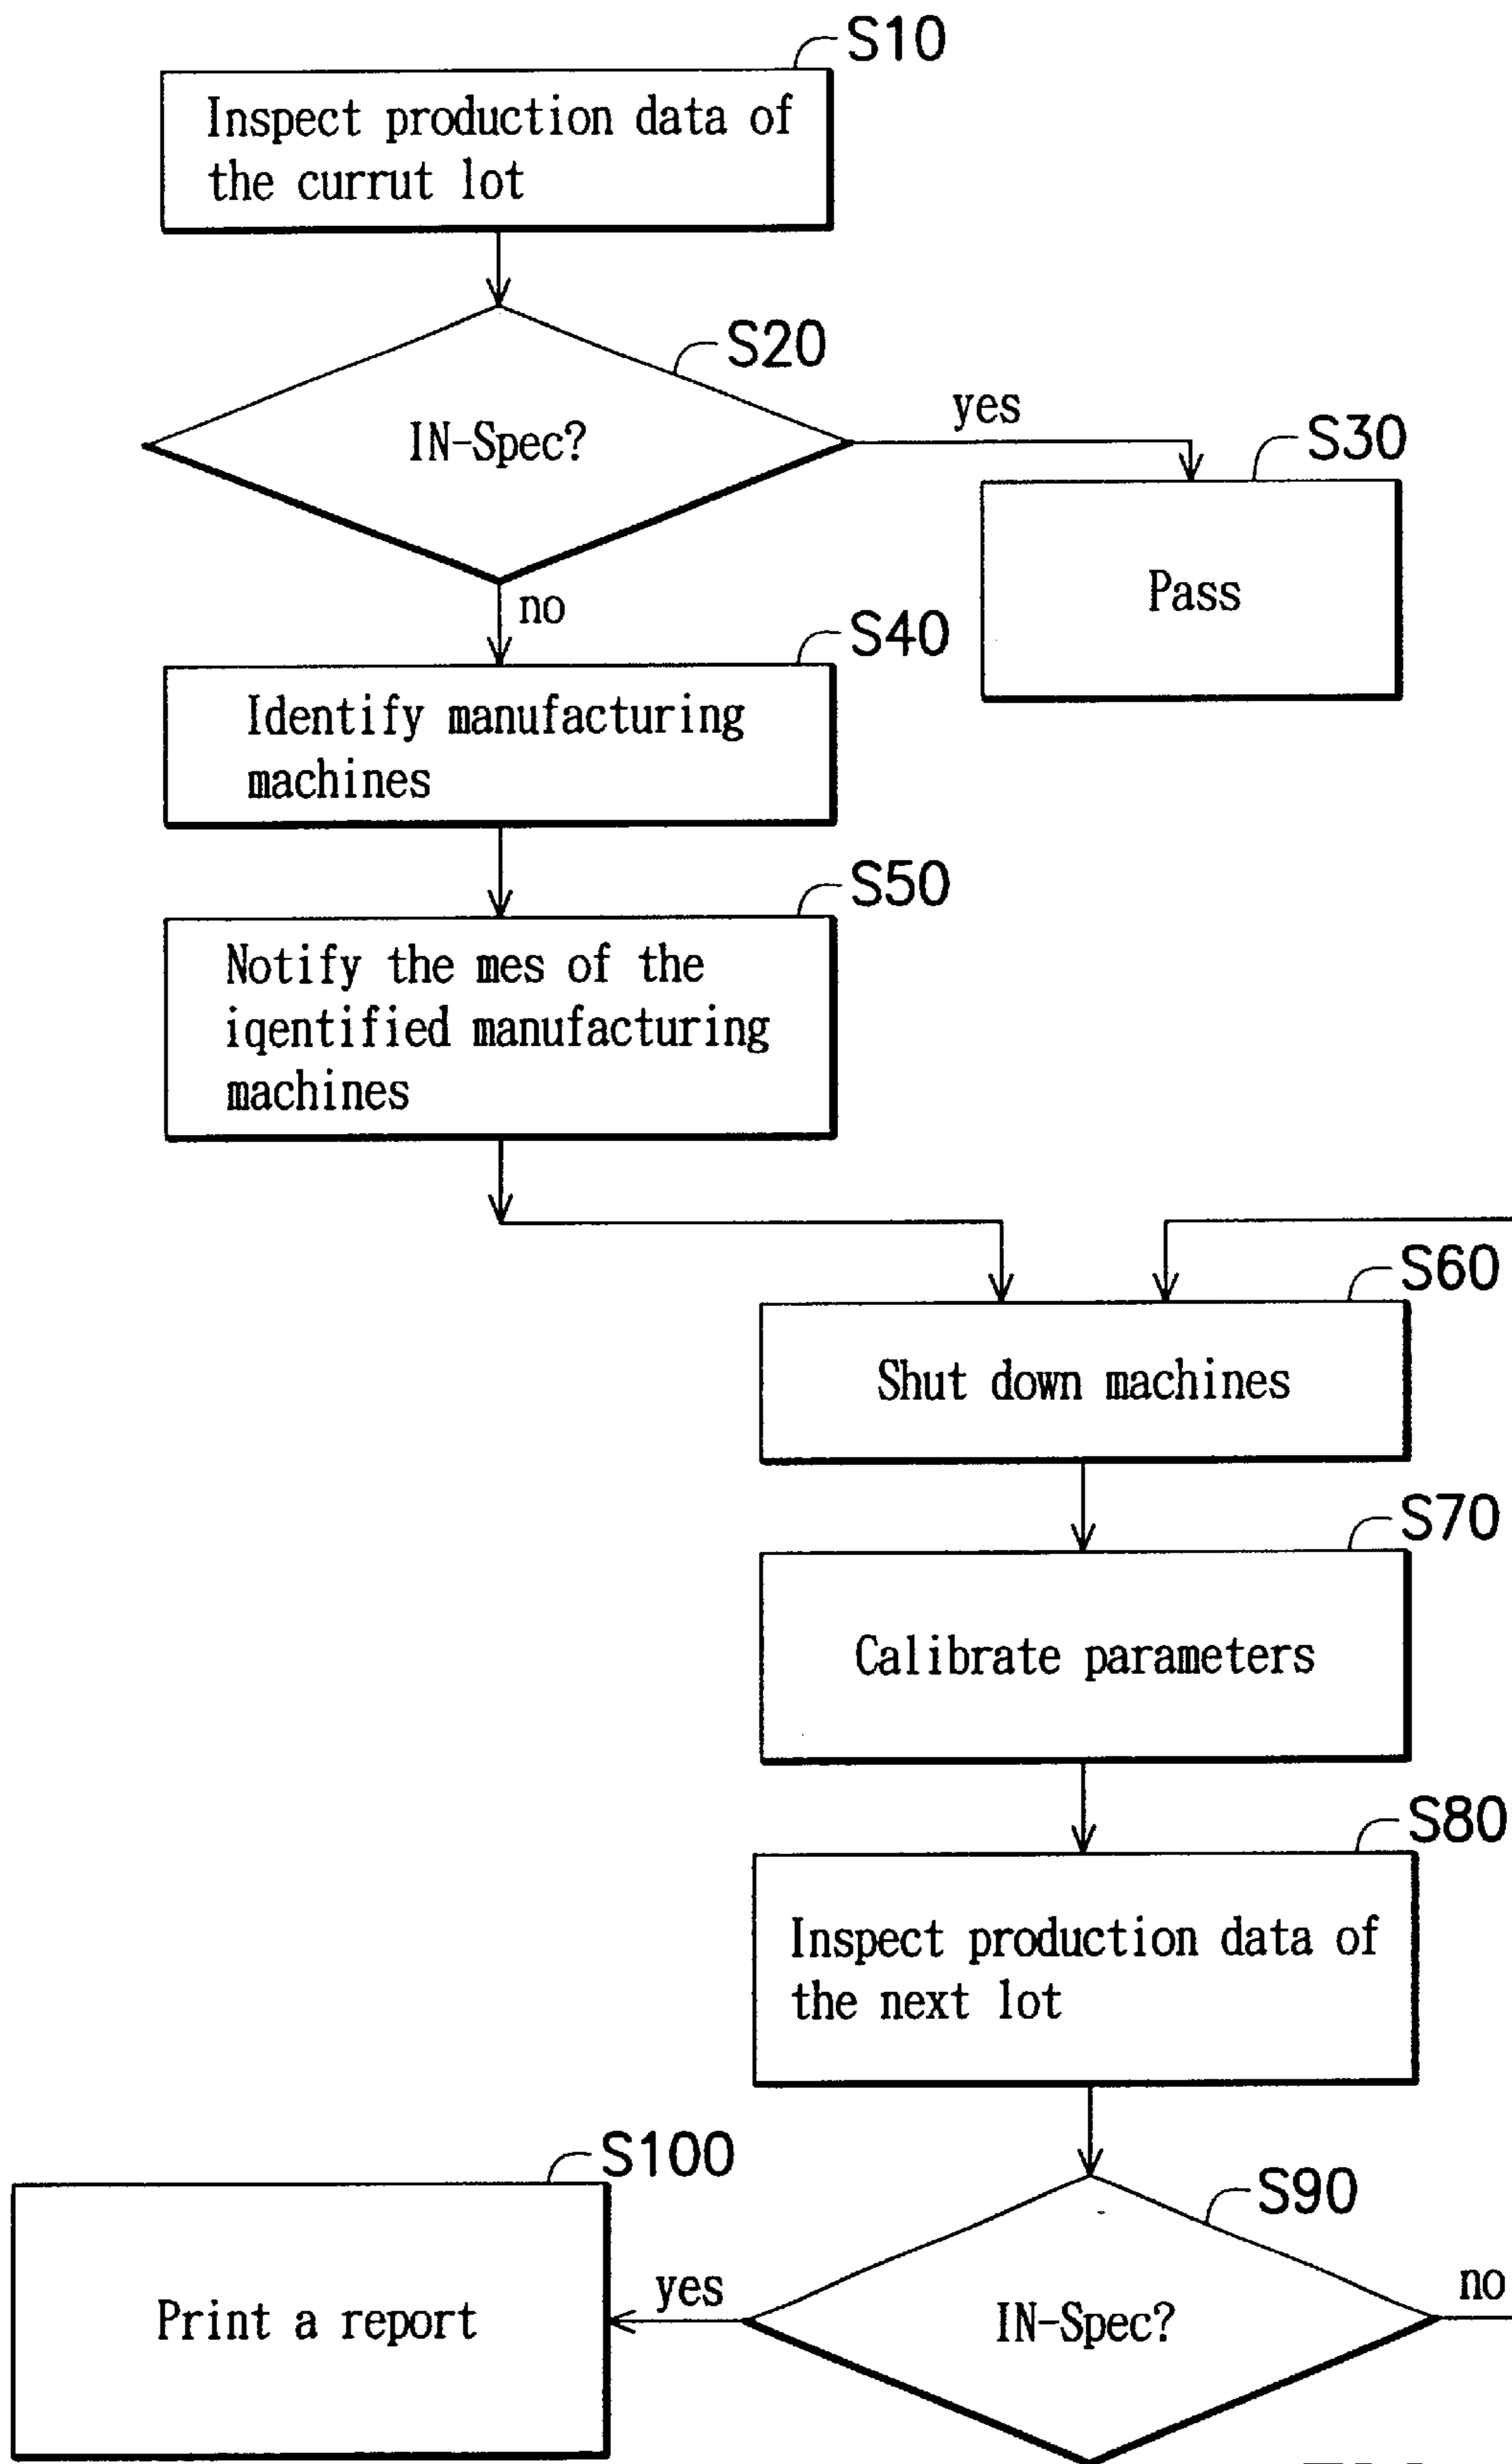 S10
Inspect production data of
the currut lot
S20
IN-Spec?
yes
S30
Pass
no
S40
Identify manufacturing
machines
S50
Notify the mes of the
iqentified manufacturing
machines
S60
Shut down machines
S70
Calibrate parameters
S80
Inspect production data of
the next lot
S90
IN-Spec?
no
yes
S100
Print a report